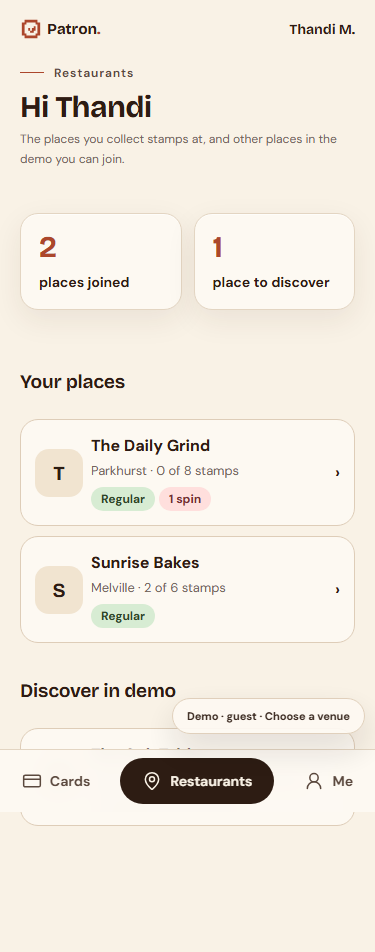 Patron.
Thandi M.
Restaurants
Hi Thandi
The places you collect stamps at, and other places in the
demo you can join.
2
places joined
1
place to discover
Your places
T
The Daily Grind
Parkhurst · 0 of 8 stamps
Regular
1 spin
›
S
Sunrise Bakes
Melville · 2 of 6 stamps
Regular
›
Discover in demo
Demo · guest · Choose a venue
Cards
Restaurants
Me